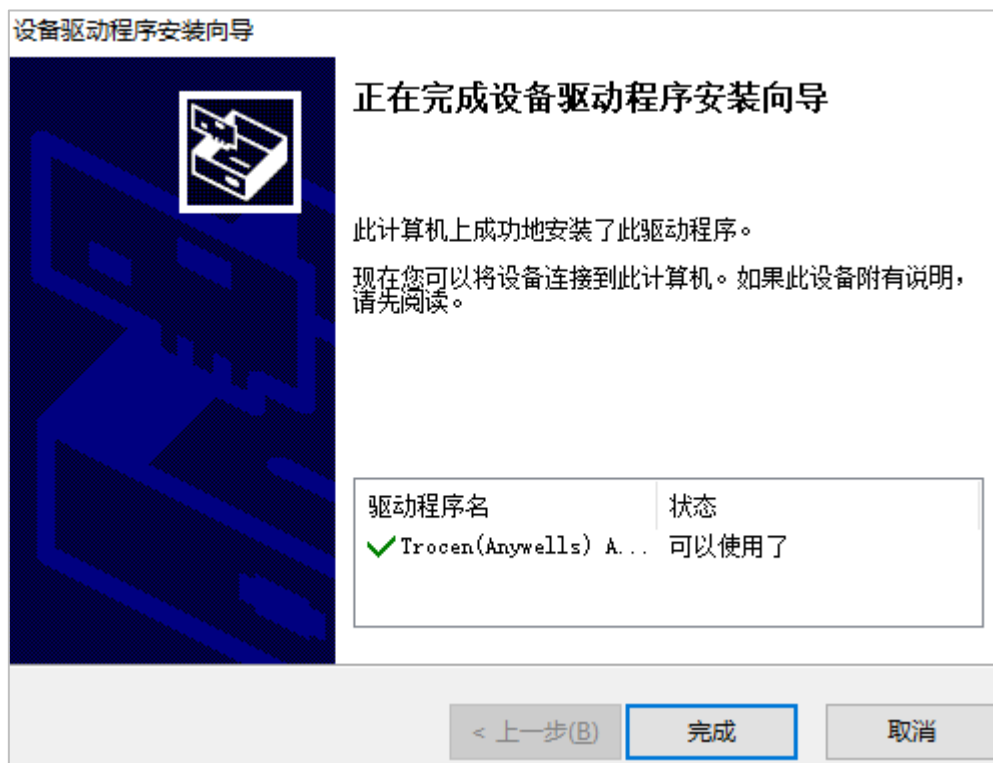 设备驱动程序安装向导
正在完成设备驱动程序安装向导
此计算机上成功地安装了此驱动程序。
现在您可以将设备连接到此计算机。如果此设备附有说明，
请先阅读。
驱动程序名 状态
Trocen(Anywells) A... 可以使用了
< 上一步(B) 完成 取消